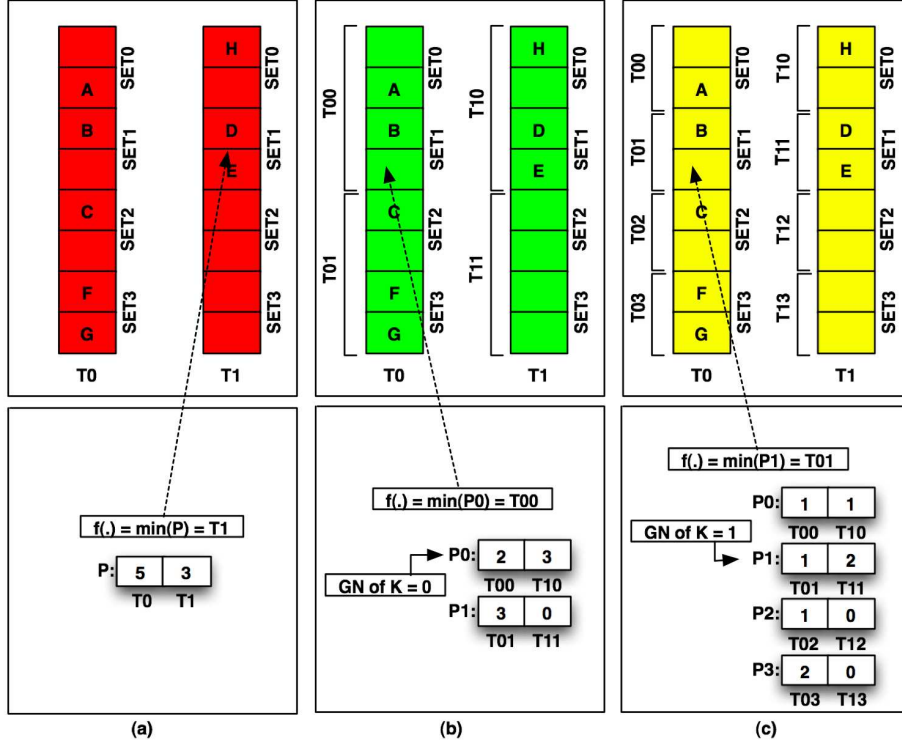 H
A
B
D
E
C
F
G
SET0
SET1
SET2
SET3
SET0
SET1
SET2
SET3
T0
T1
f(.) = min(P) = T1
P:
5
3
T0
T1
(a)
T00
T01
H
A
B
D
E
C
F
G
SET0
SET1
SET2
SET3
T10
T11
SET0
SET1
SET2
SET3
T0
T1
f(.) = min(P0) = T00
P0:
2
3
GN of K = 0
T00
T10
P1:
3
0
T01
T11
(b)
T00
T01
T02
T03
H
A
B
D
E
C
F
G
SET0
SET1
SET2
SET3
T10
T11
T12
T13
SET0
SET1
SET2
SET3
T0
T1
f(.) = min(P1) = T01
P0:
1
1
T00
T10
GN of K = 1
P1:
1
2
T01
T11
P2:
1
0
T02
T12
P3:
2
0
T03
T13
(c)